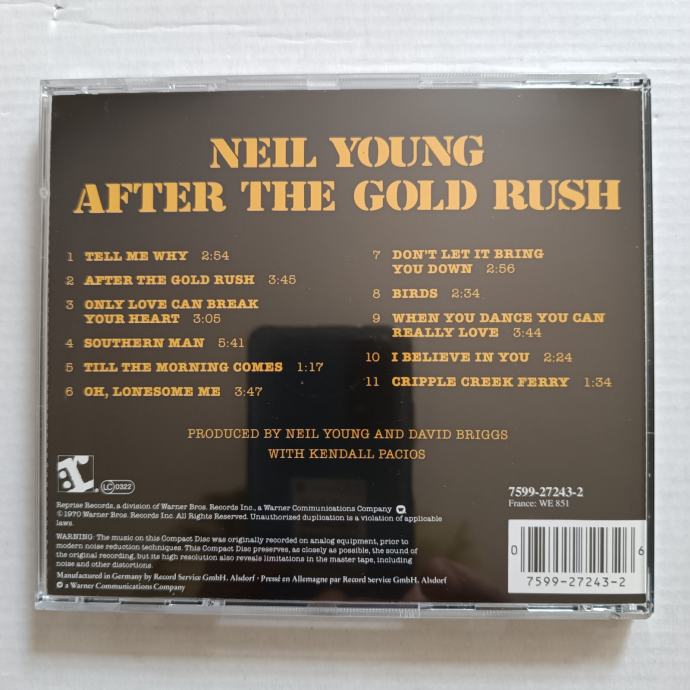 NEIL YOUNG
AFTER THE GOLD RUSH
1 TELL ME WHY 2:54
2 AFTER THE GOLD RUSH 3:45
3 ONLY LOVE CAN BREAK
YOUR HEART 3:05
4 SOUTHERN MAN 5:41
5 TILL THE MORNING COMES 1:17
6 OH, LONESOME ME 3:47
7 DON'T LET IT BRING
YOU DOWN 2:56
8 BIRDS 2:34
9 WHEN YOU DANCE YOU CAN
REALLY LOVE 3:44
10 I BELIEVE IN YOU 2:24
11 CRIPPLE CREEK FERRY 1:34
PRODUCED BY NEIL YOUNG AND DAVID BRIGGS
WITH KENDALL PACIOS
r
LC 0322
7599-27243-2
France: WE 851
Reprise Records, a division of Warner Bros. Records Inc., a Warner Communications Company
©1970 Warner Bros. Records Inc. All Rights Reserved. Unauthorized duplication is a violation of applicable
laws.
WARNING: The music on this Compact Disc was originally recorded on analog equipment, prior to
modern noise reduction techniques. This Compact Disc preserves, as closely as possible, the sound of
the original recording, but its high resolution also reveals limitations in the master tape, including
noise and other distortions.
Manufactured in Germany by Record Service GmbH. Alsdorf · Pressé en Allemagne par Record Service GmbH. Alsdorf
a Warner Communications Company
0 7599-27243-2 6